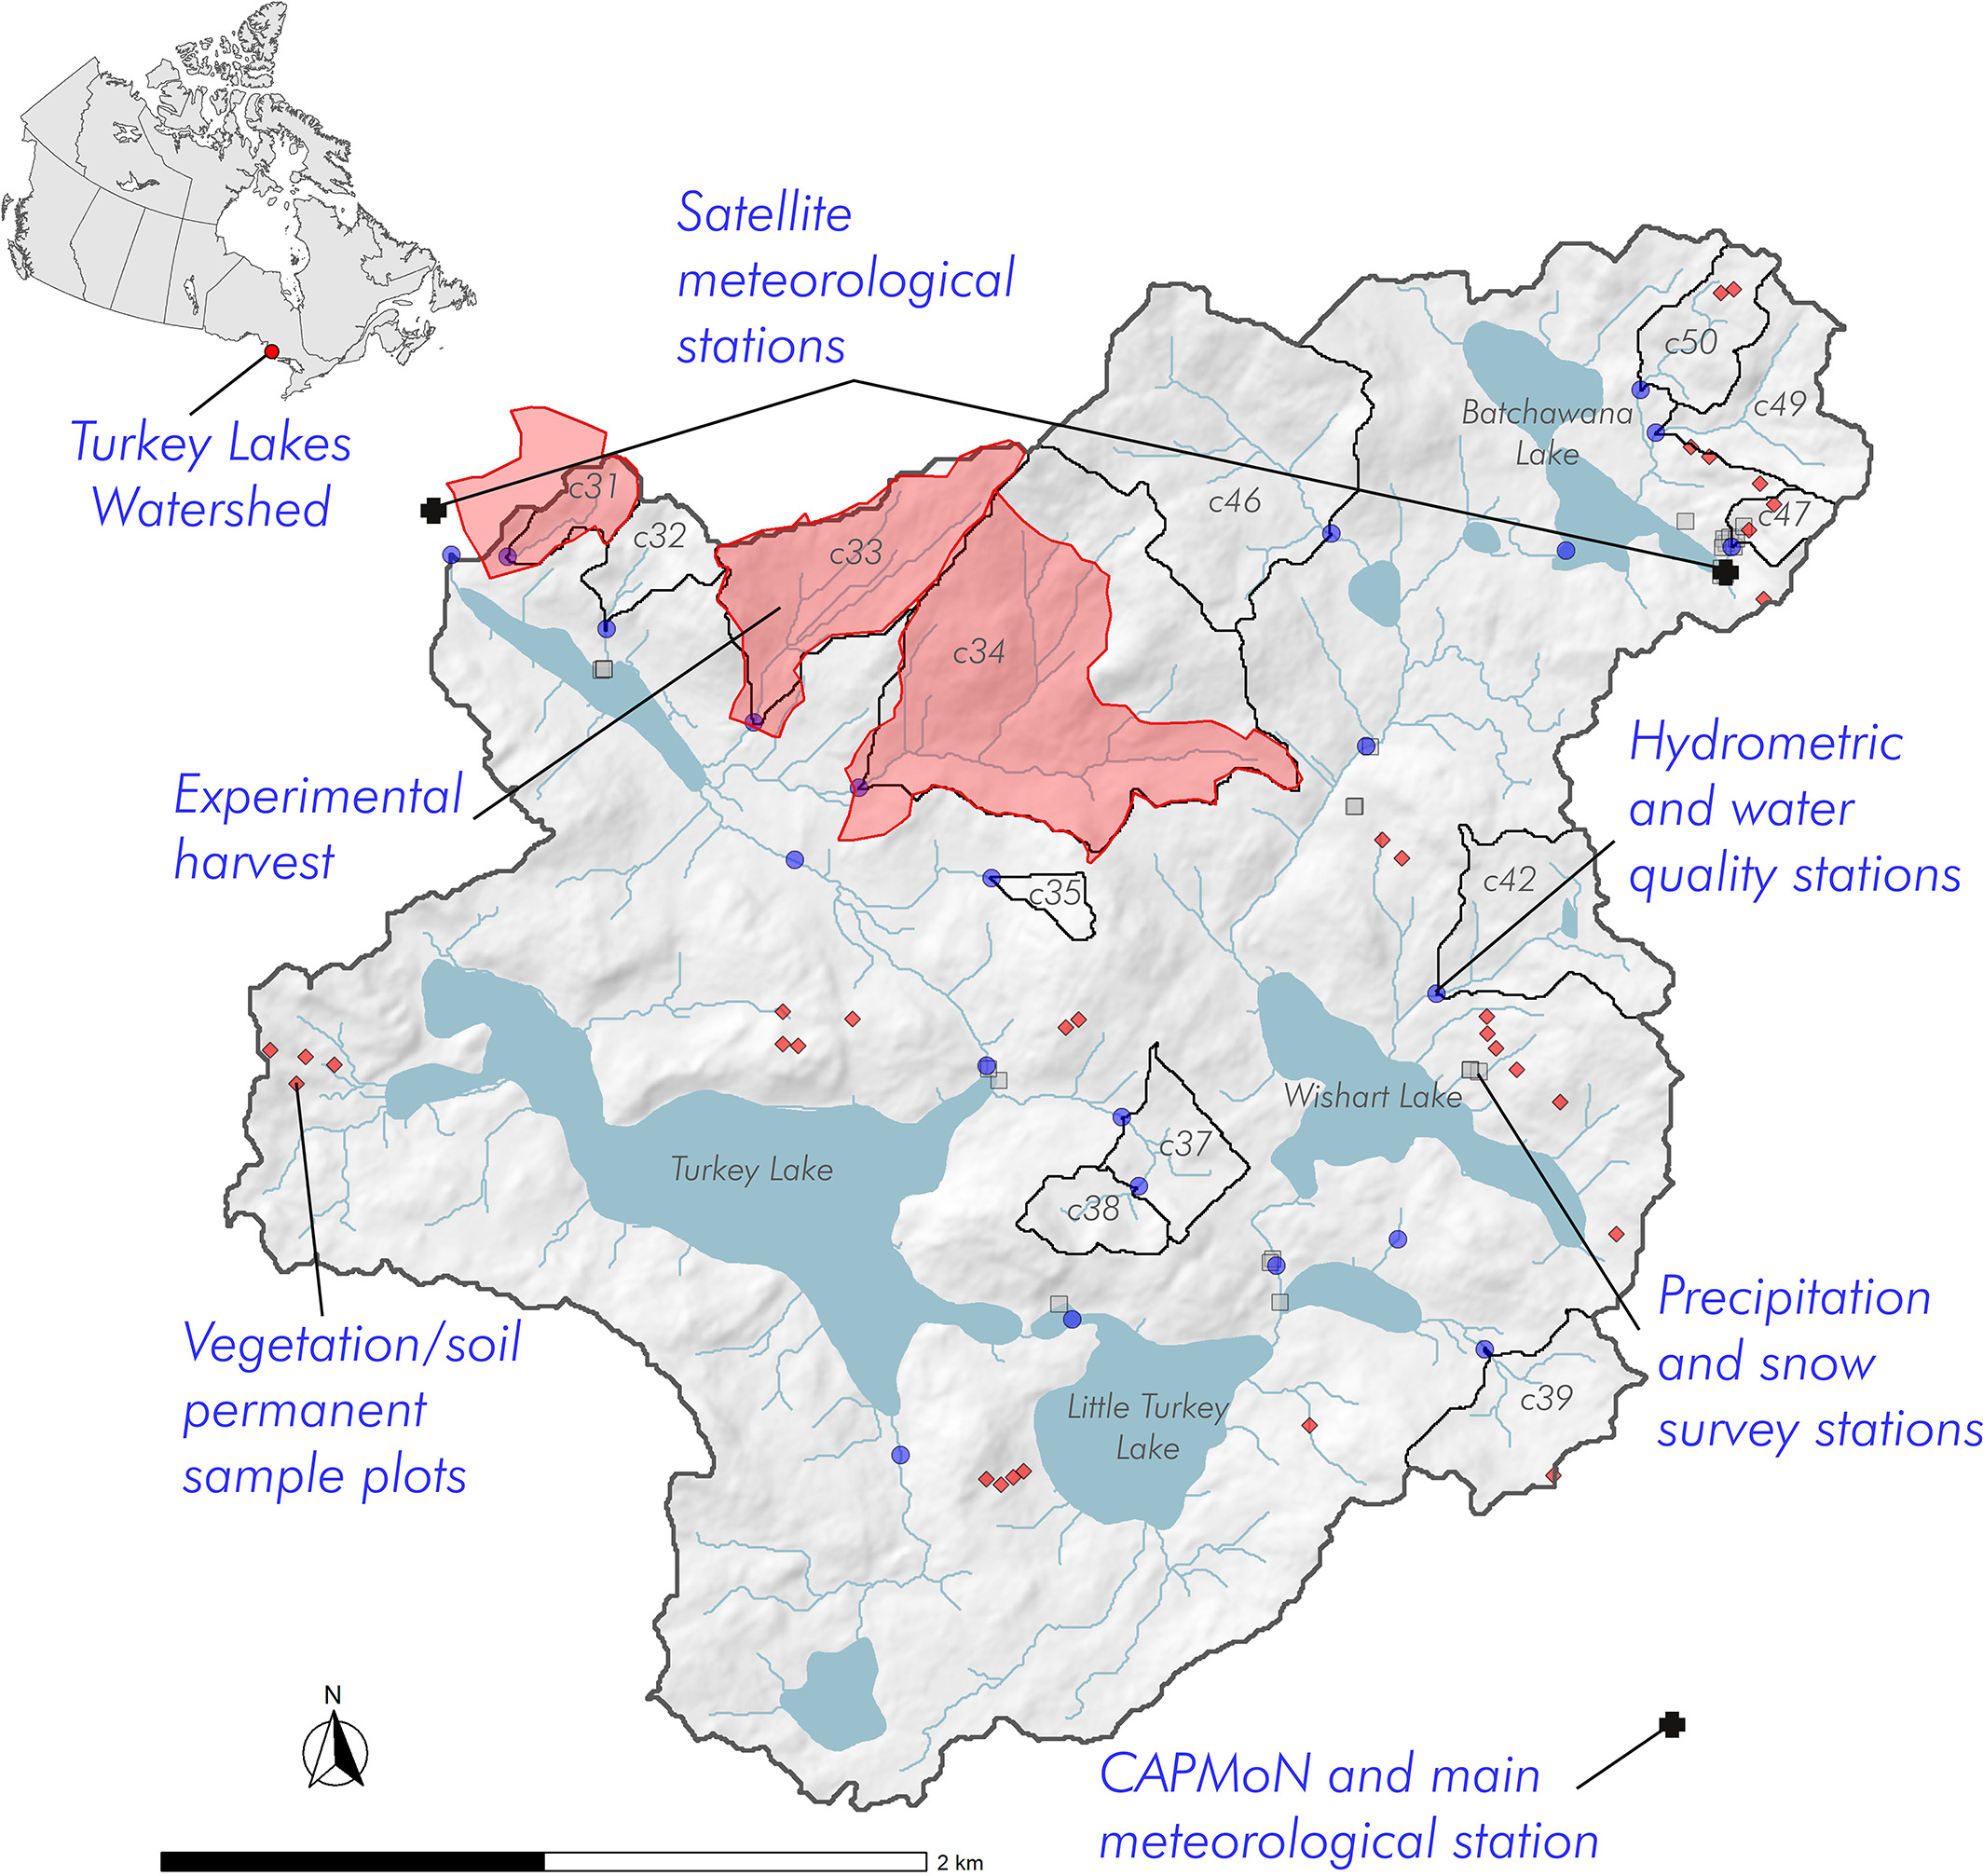 Satellite
meteorological
stations
Turkey Lakes
Watershed
c50
c49
Batchawana
Lake
c31
c32
c33
c46
c47
c34
Hydrometric
and water
quality stations
Experimental
harvest
c35
c42
Wishart Lake
Turkey Lake
c37
c38
Vegetation/soil
permanent
sample plots
Precipitation
and snow
survey stations
Little Turkey
Lake
c39
N
CAPMoN and main
meteorological station
2 km